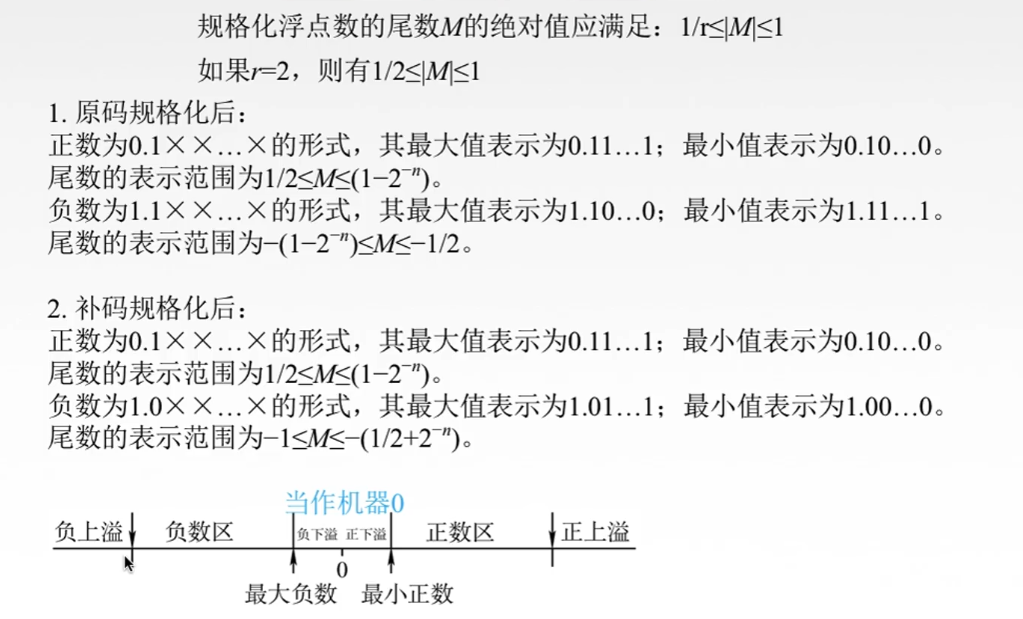 规格化浮点数的尾数M的绝对值应满足：1/r≤|M|≤1
如果r=2，则有1/2≤|M|≤1
1. 原码规格化后：
正数为0.1××…×的形式，其最大值表示为0.11…1；最小值表示为0.10…0。
尾数的表示范围为1/2≤M≤(1−2⁻ⁿ)。
负数为1.1××…×的形式，其最大值表示为1.10…0；最小值表示为1.11…1。
尾数的表示范围为−(1−2⁻ⁿ)≤M≤−1/2。
2. 补码规格化后：
正数为0.1××…×的形式，其最大值表示为0.11…1；最小值表示为0.10…0。
尾数的表示范围为1/2≤M≤(1−2⁻ⁿ)。
负数为1.0××…×的形式，其最大值表示为1.01…1；最小值表示为1.00…0。
尾数的表示范围为−1≤M≤−(1/2+2⁻ⁿ)。
当作机器0
负上溢 负数区 负下溢 正下溢 正数区 正上溢
0
最大负数 最小正数